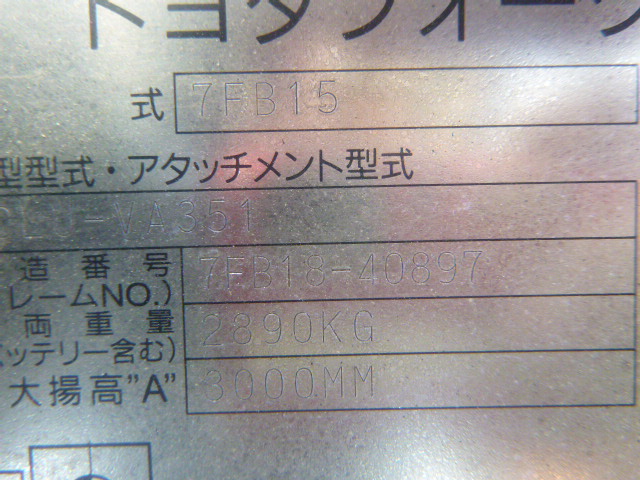 トヨタフォーク
式 7FB15
型型式・アタッチメント型式
-VA351
造番号 7FB18-40897
レームNO.)
両重量 2890KG
ッテリー含む)
大揚高"A" 3000MM